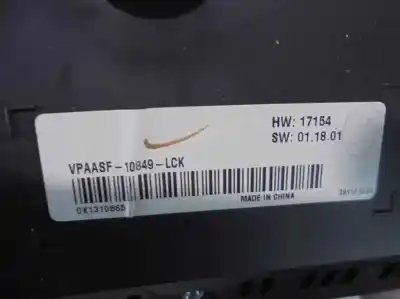 HW: 17154
SW: 01.18.01
VPAASF-10849-LCK
MADE IN CHINA